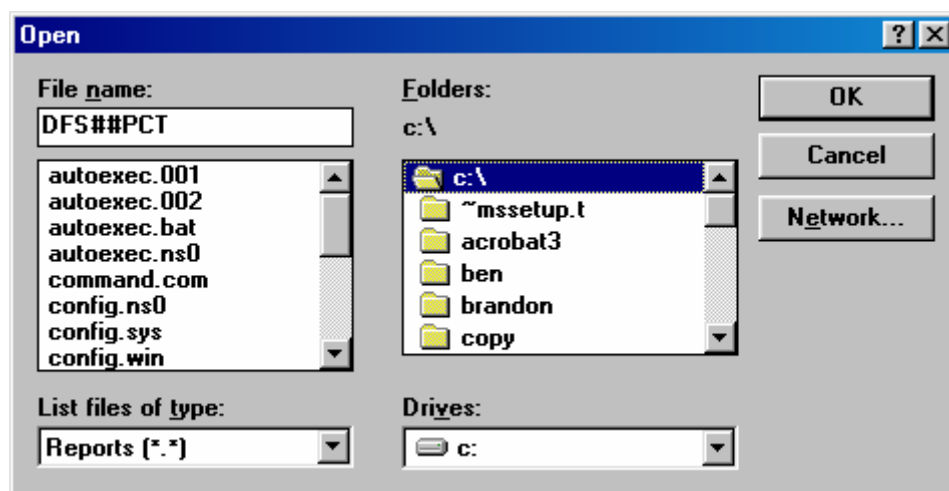 Open
File name:
DFS##PCT
autoexec.001
autoexec.002
autoexec.bat
autoexec.ns0
command.com
config.ns0
config.sys
config.win
List files of type:
Reports (*.*)
Folders:
c:\
c:\
~mssetup.t
acrobat3
ben
brandon
copy
Drives:
c:
OK
Cancel
Network...